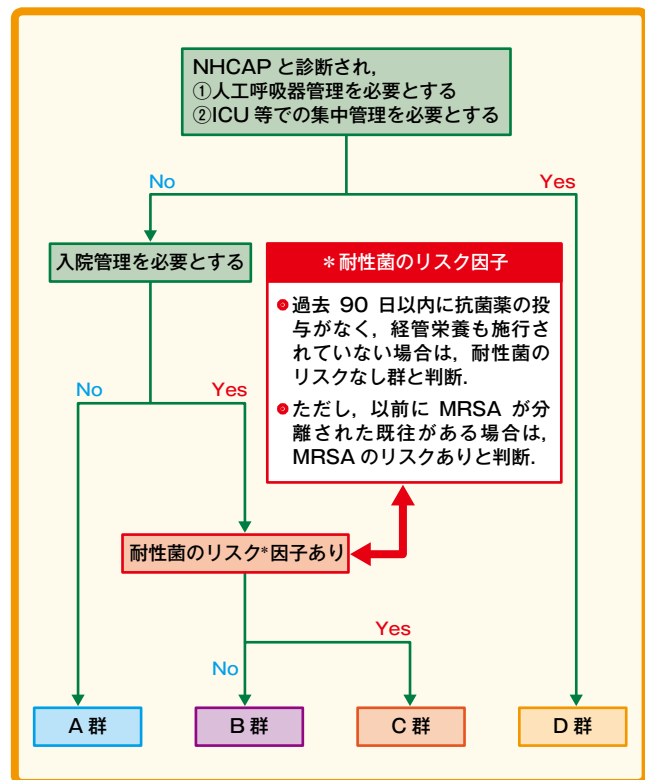 NHCAP と診断され,
①人工呼吸器管理を必要とする
②ICU 等での集中管理を必要とする
No
Yes
入院管理を必要とする
＊耐性菌のリスク因子
過去 90 日以内に抗菌薬の投
与がなく，経管栄養も施行さ
れていない場合は，耐性菌の
リスクなし群と判断．
ただし，以前に MRSA が分
離された既往がある場合は，
MRSA のリスクありと判断．
No
Yes
耐性菌のリスク*因子あり
Yes
No
A 群
B 群
C 群
D 群